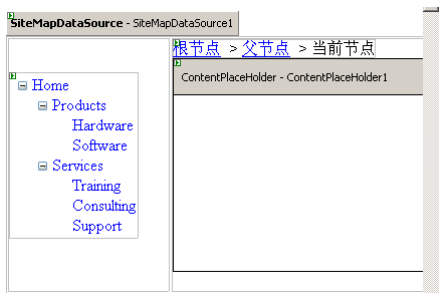 SiteMapDataSource - SiteMapDataSource1
根节点 > 父节点 > 当前节点
ContentPlaceHolder - ContentPlaceHolder1
Home
Products
Hardware
Software
Services
Training
Consulting
Support